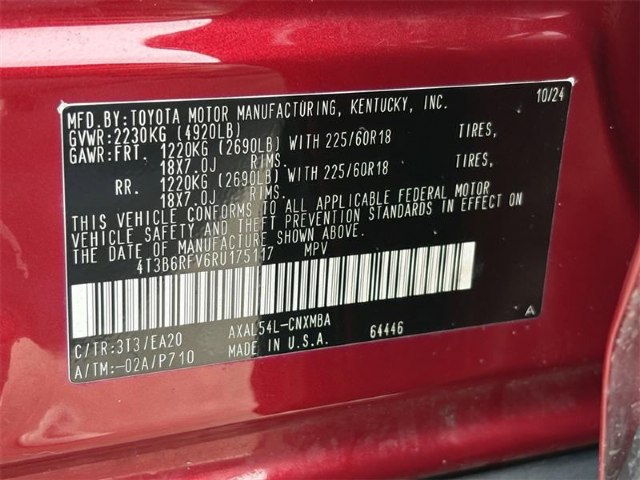 MFD.BY:TOYOTA MOTOR MANUFACTURING, KENTUCKY, INC. 10/24
GVWR:2230KG (4920LB)
GAWR:FRT. 1220KG (2690LB) WITH 225/60R18 TIRES,
18X7.0J RIMS.
RR. 1220KG (2690LB) WITH 225/60R18 TIRES,
18X7.0J RIMS.
THIS VEHICLE CONFORMS TO ALL APPLICABLE FEDERAL MOTOR
VEHICLE SAFETY AND THEFT PREVENTION STANDARDS IN EFFECT ON
THE DATE OF MANUFACTURE SHOWN ABOVE.
4T3B6RFV6RU175117 MPV
C/TR:3T3/EA20 AXAL54L-CNXMBA 64446
A/TM:-02A/P710 MADE IN U.S.A. A